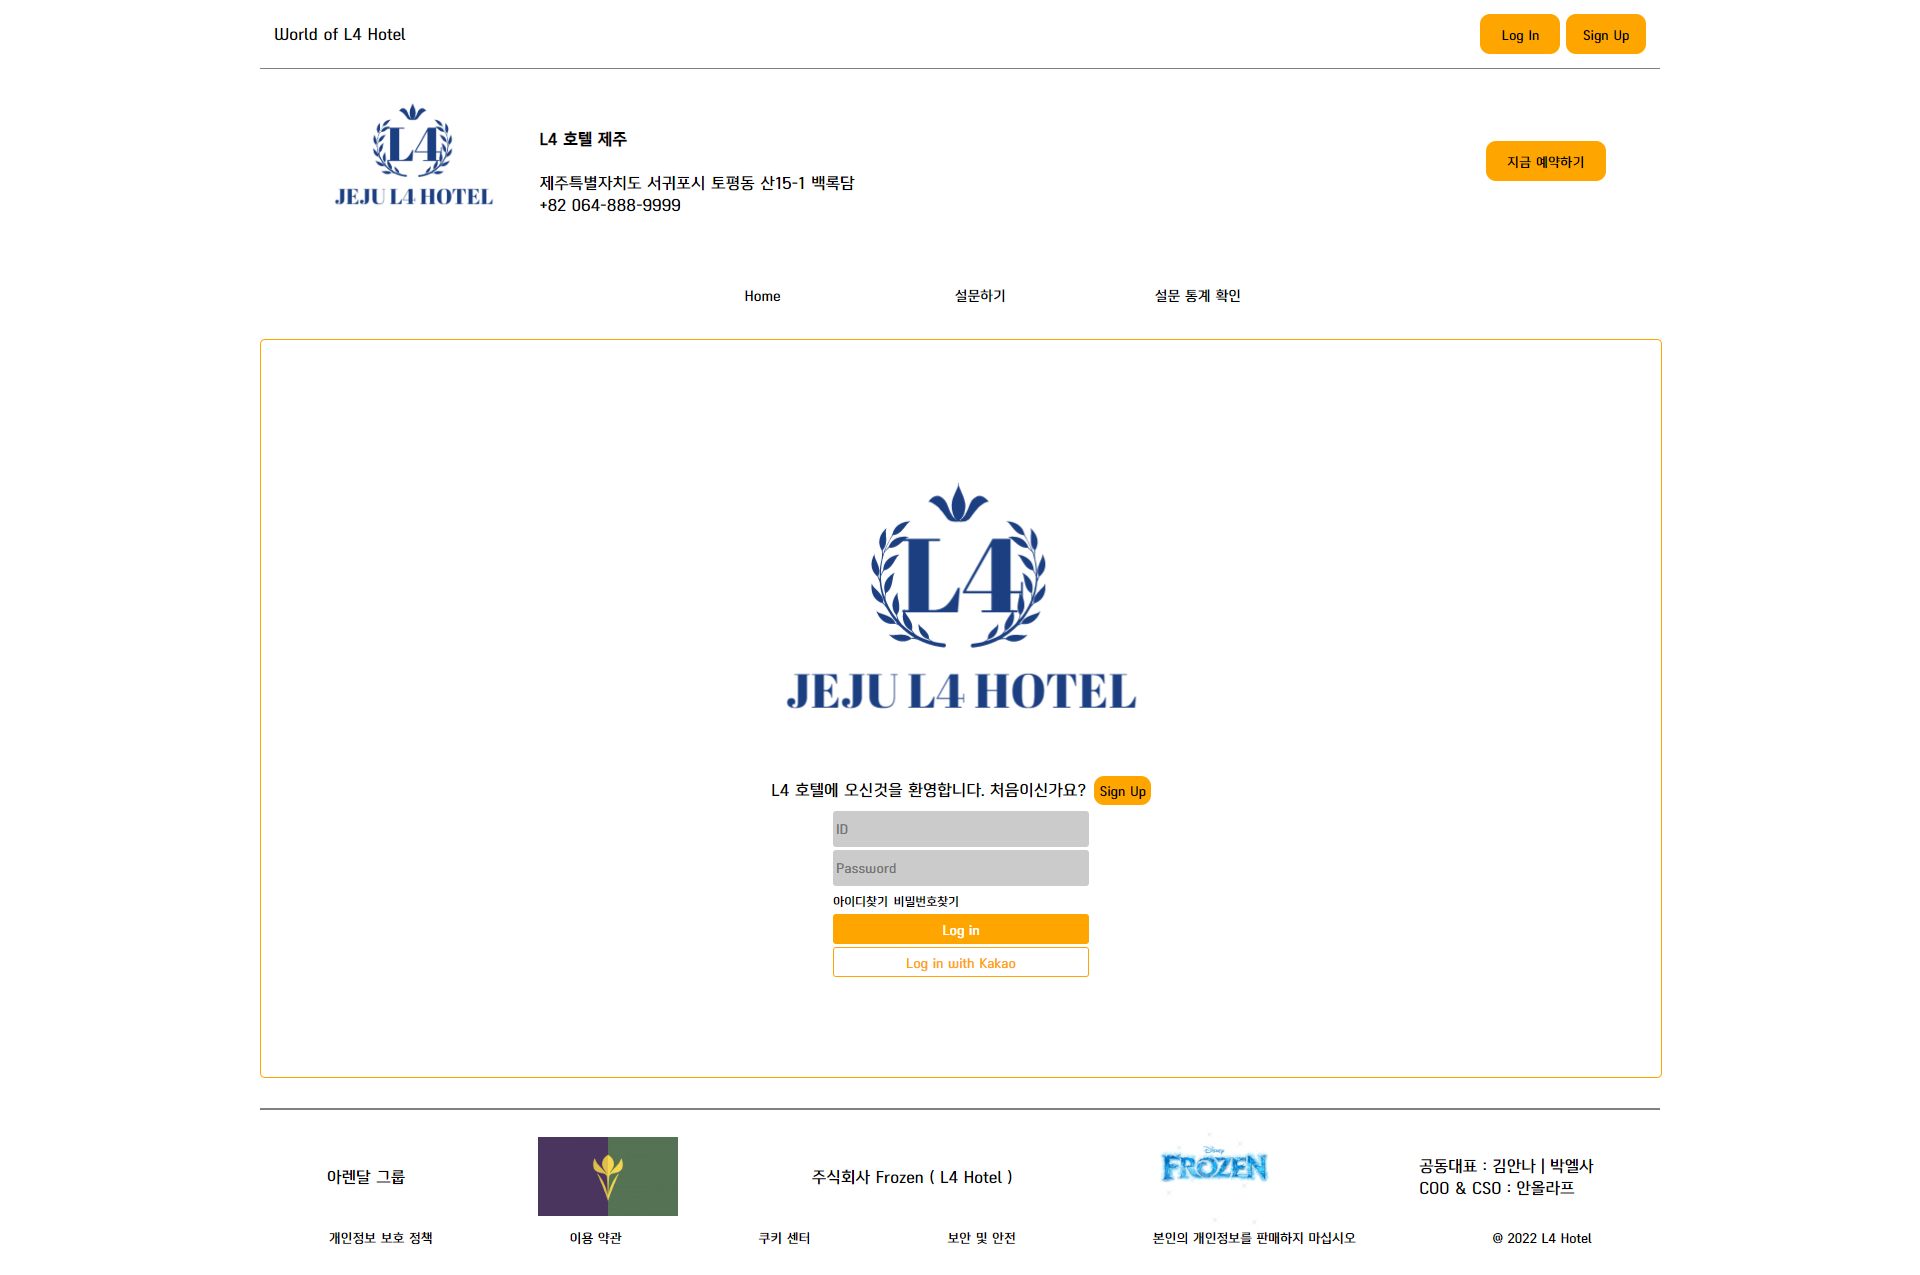 World of L4 Hotel
Log In
Sign Up
L4
JEJU L4 HOTEL
L4 호텔 제주
제주특별자치도 서귀포시 토평동 산15-1 백록담
+82 064-888-9999
지금 예약하기
Home
설문하기
설문 통계 확인
L4
JEJU L4 HOTEL
L4 호텔에 오신것을 환영합니다. 처음이신가요?
Sign Up
ID
Password
아이디찾기 비밀번호찾기
Log in
Log in with Kakao
아렌달 그룹
주식회사 Frozen ( L4 Hotel )
Disney
FROZEN
공동대표 : 김안나 | 박엘사
COO & CSO : 안올라프
개인정보 보호 정책
이용 약관
쿠키 센터
보안 및 안전
본인의 개인정보를 판매하지 마십시오
@ 2022 L4 Hotel